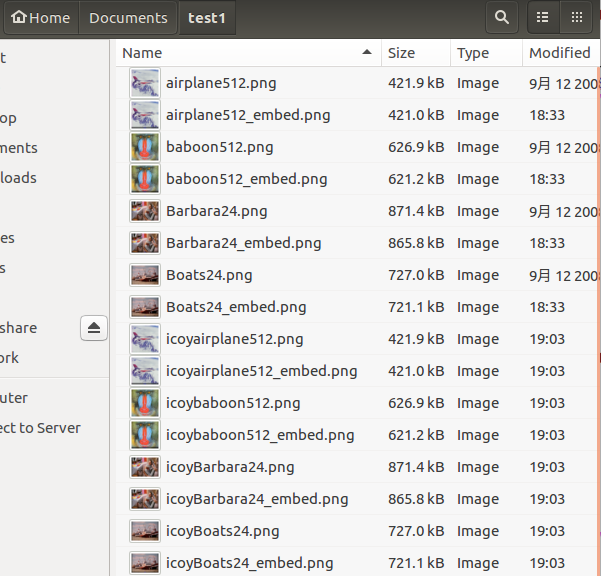 Home Documents test1
Name Size Type Modified
airplane512.png 421.9 kB Image 9月 12 200
airplane512_embed.png 421.0 kB Image 18:33
baboon512.png 626.9 kB Image 9月 12 200
baboon512_embed.png 621.2 kB Image 18:33
Barbara24.png 871.4 kB Image 9月 12 200
Barbara24_embed.png 865.8 kB Image 18:33
Boats24.png 727.0 kB Image 9月 12 200
Boats24_embed.png 721.1 kB Image 18:33
icoyairplane512.png 421.9 kB Image 19:03
icoyairplane512_embed.png 421.0 kB Image 19:03
icoybaboon512.png 626.9 kB Image 19:03
icoybaboon512_embed.png 621.2 kB Image 19:03
icoyBarbara24.png 871.4 kB Image 19:03
icoyBarbara24_embed.png 865.8 kB Image 19:03
icoyBoats24.png 727.0 kB Image 19:03
icoyBoats24_embed.png 721.1 kB Image 19:03
t
op
ments
loads
es
s
share
ork
uter
ect to Server